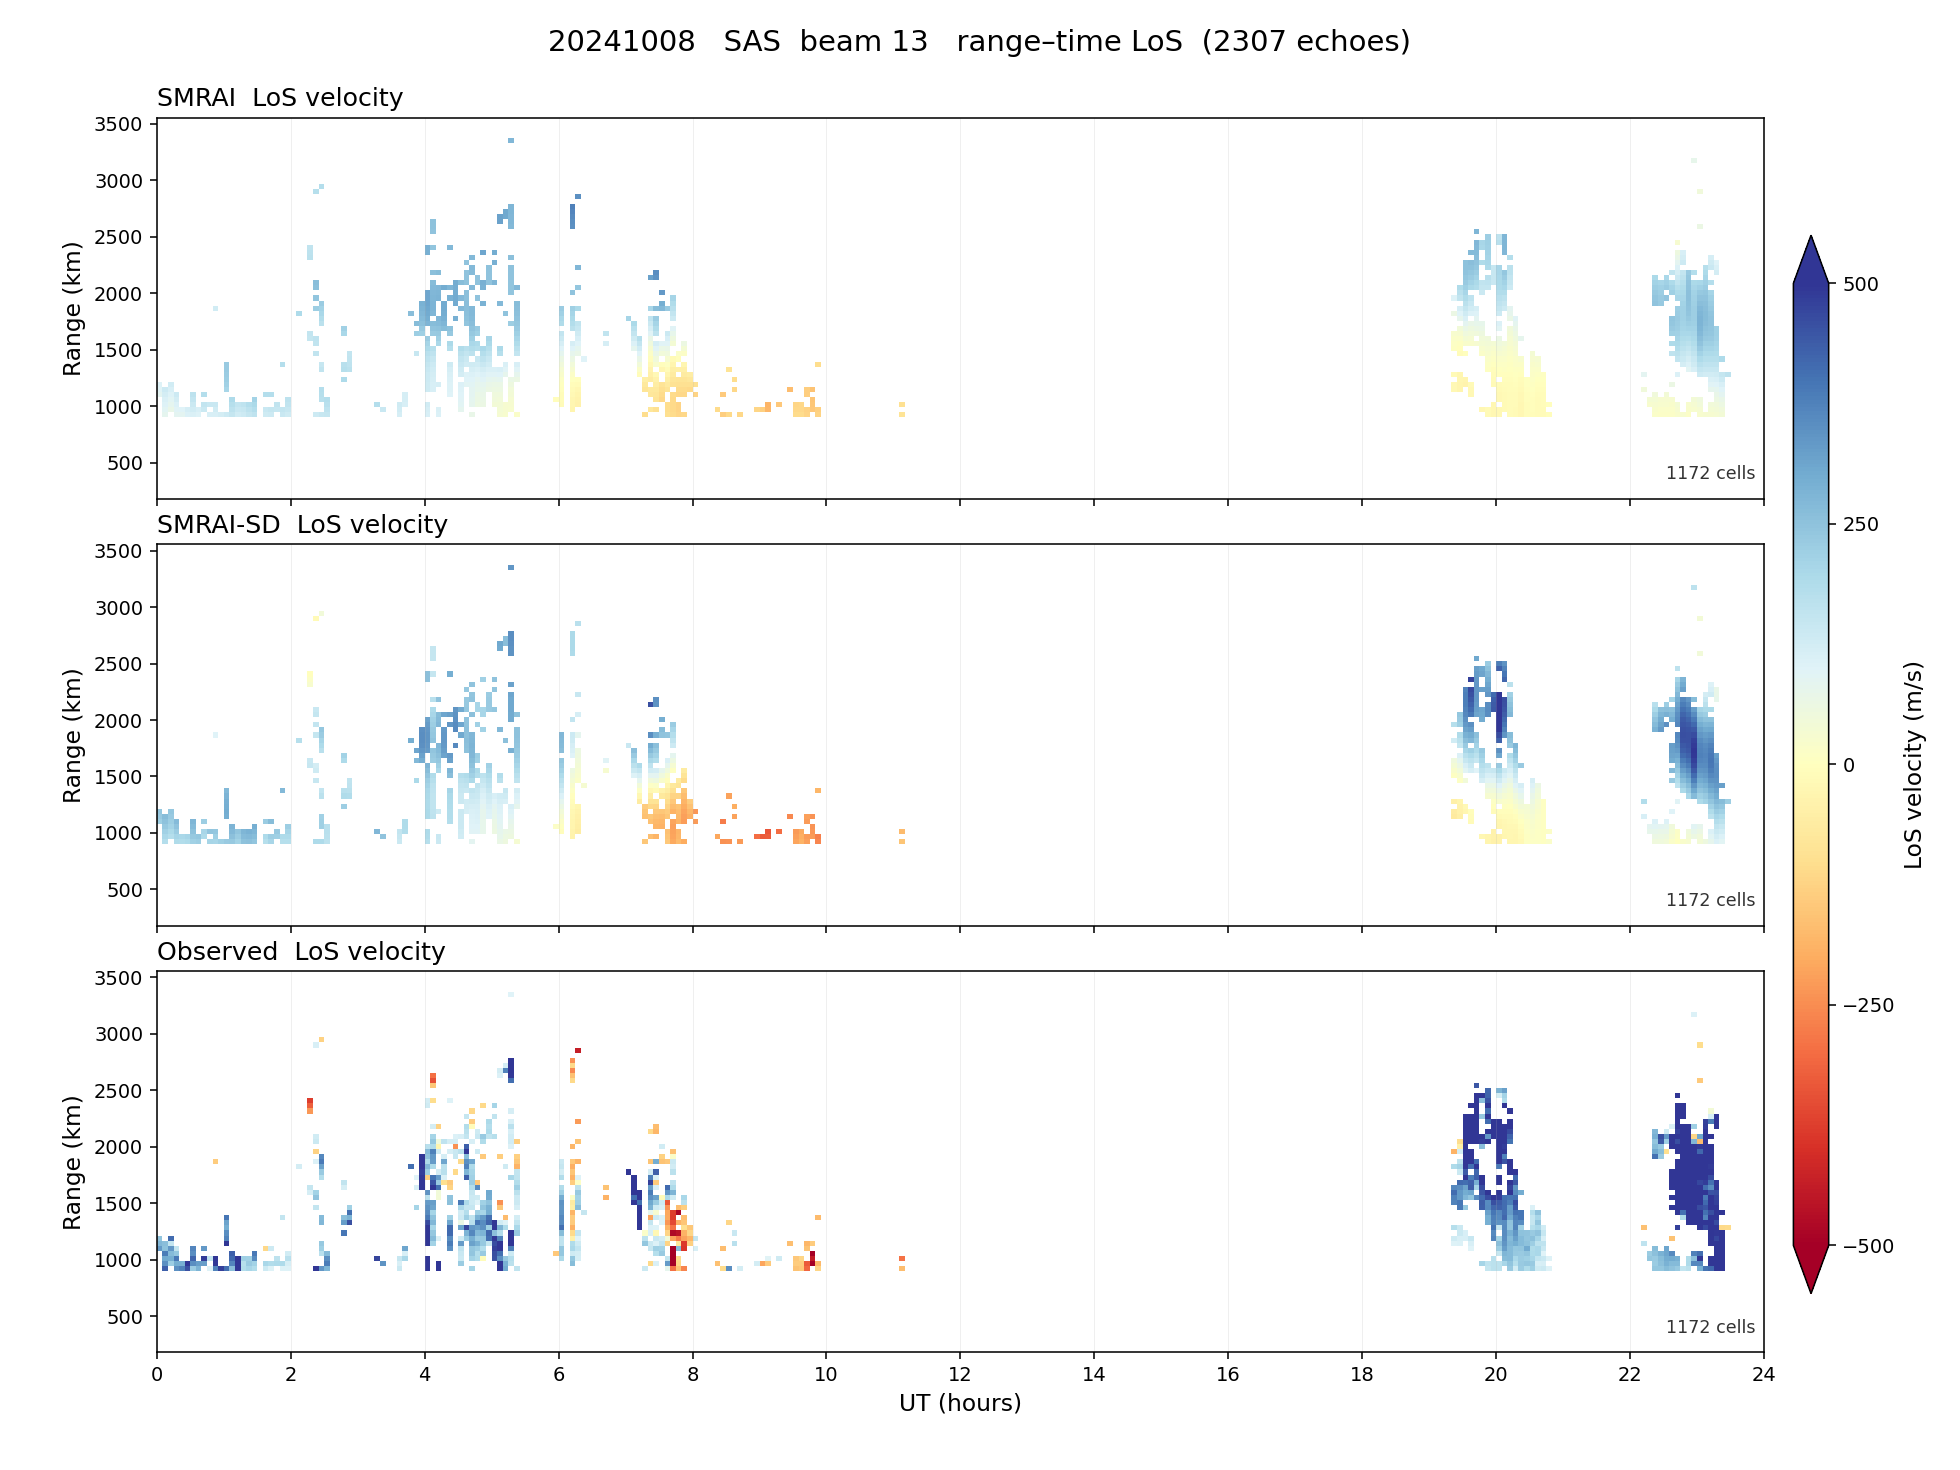 20241008   SAS  beam 13   range–time LoS  (2307 echoes)
SMRAI  LoS velocity
3500
3000
2500
2000
1500
1000
500
Range (km)
1172 cells
SMRAI-SD  LoS velocity
3500
3000
2500
2000
1500
1000
500
Range (km)
1172 cells
Observed  LoS velocity
3500
3000
2500
2000
1500
1000
500
Range (km)
1172 cells
0 2 4 6 8 10 12 14 16 18 20 22 24
UT (hours)
500
250
0
−250
−500
LoS velocity (m/s)